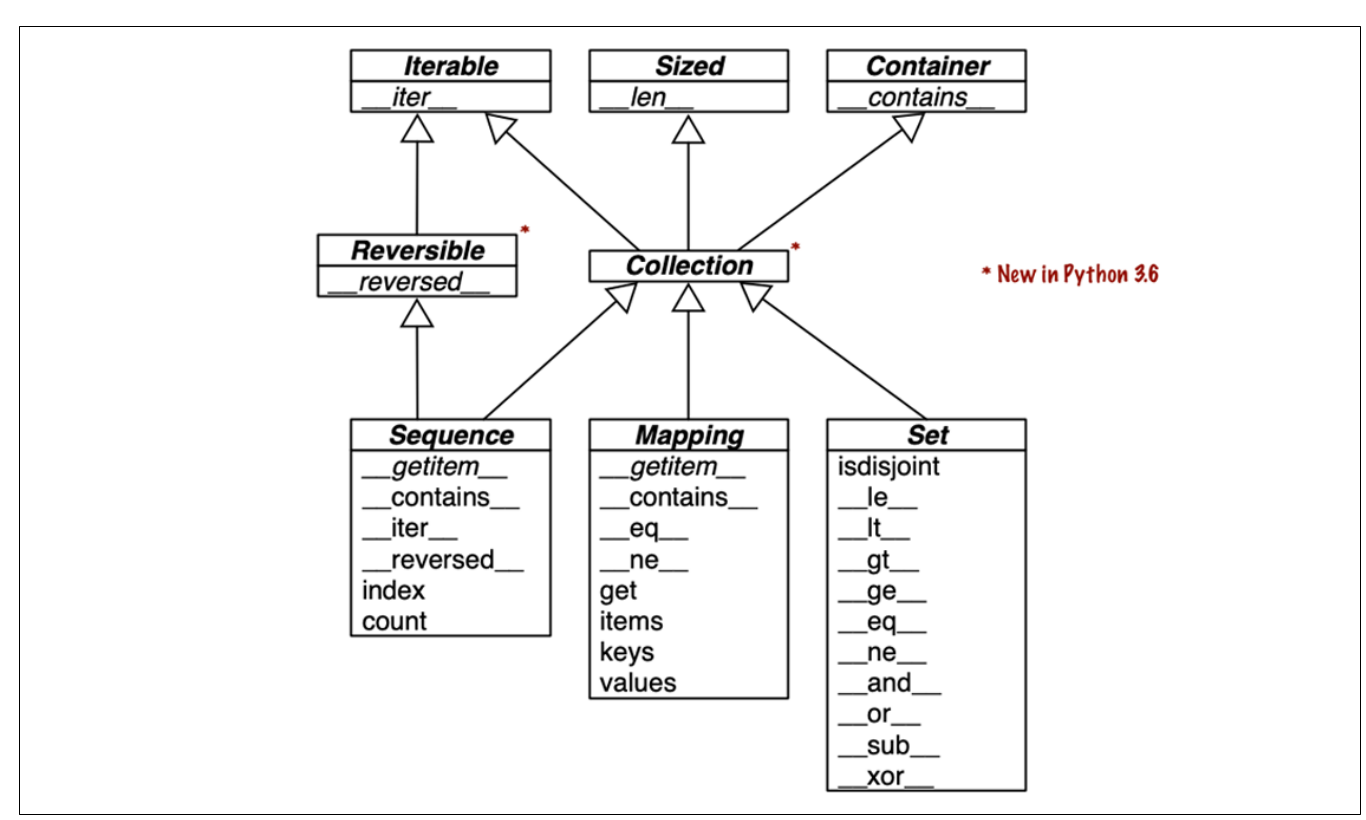 Iterable
__iter__
Sized
__len__
Container
__contains__
Reversible
*
__reversed__
Collection
*
* New in Python 3.6
Sequence
__getitem__
__contains__
__iter__
__reversed__
index
count
Mapping
__getitem__
__contains__
__eq__
__ne__
get
items
keys
values
Set
isdisjoint
__le__
__lt__
__gt__
__ge__
__eq__
__ne__
__and__
__or__
__sub__
__xor__